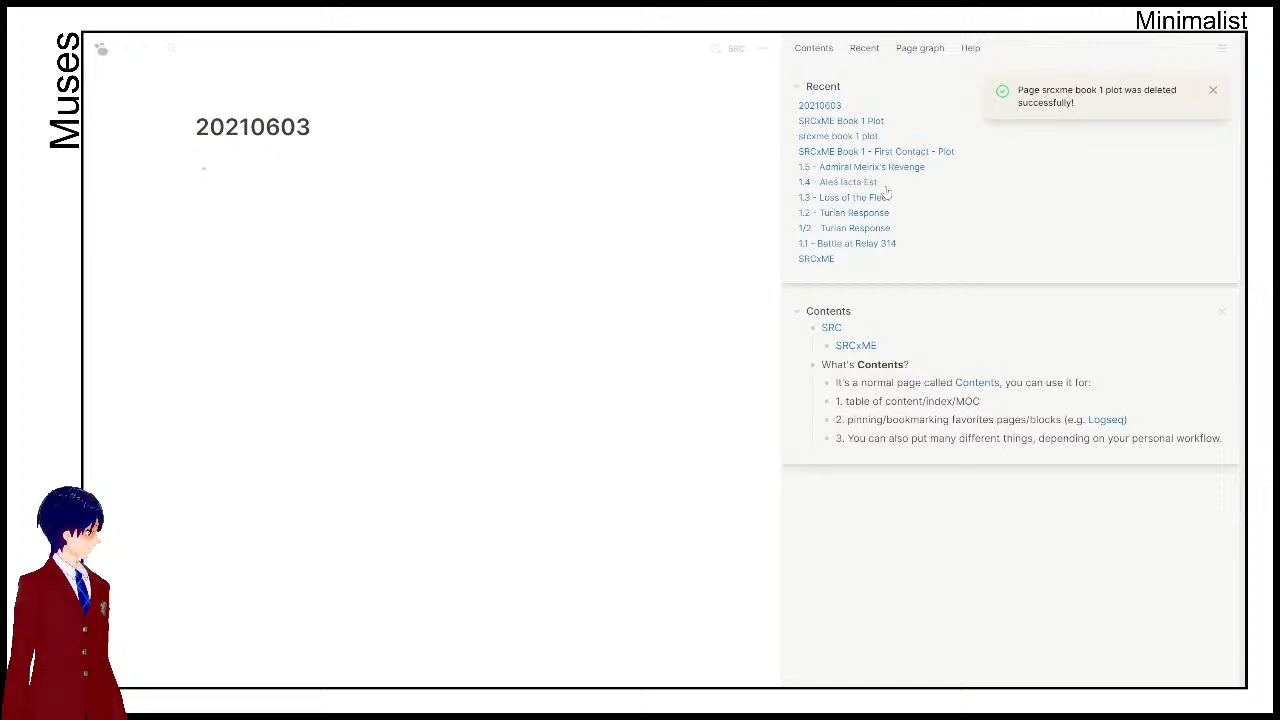 Minimalist
Muses
SRC
Contents Recent Page graph Help
Recent
Page srcxme book 1 plot was deleted
successfully!
20210603
SRCxME Book 1 Plot
srcxme book 1 plot
SRCxME Book 1 - First Contact - Plot
1.5 - Admiral Meirix's Revenge
1.4 - Alea Iacta Est
1.3 - Loss of the Fleet
1.2 - Turian Response
1/2 Turian Response
1.1 - Battle at Relay 314
SRCxME
20210603
Contents
SRC
SRCxME
What's Contents?
It's a normal page called Contents, you can use it for:
1. table of content/index/MOC
2. pinning/bookmarking favorites pages/blocks (e.g. Logseq)
3. You can also put many different things, depending on your personal workflow.